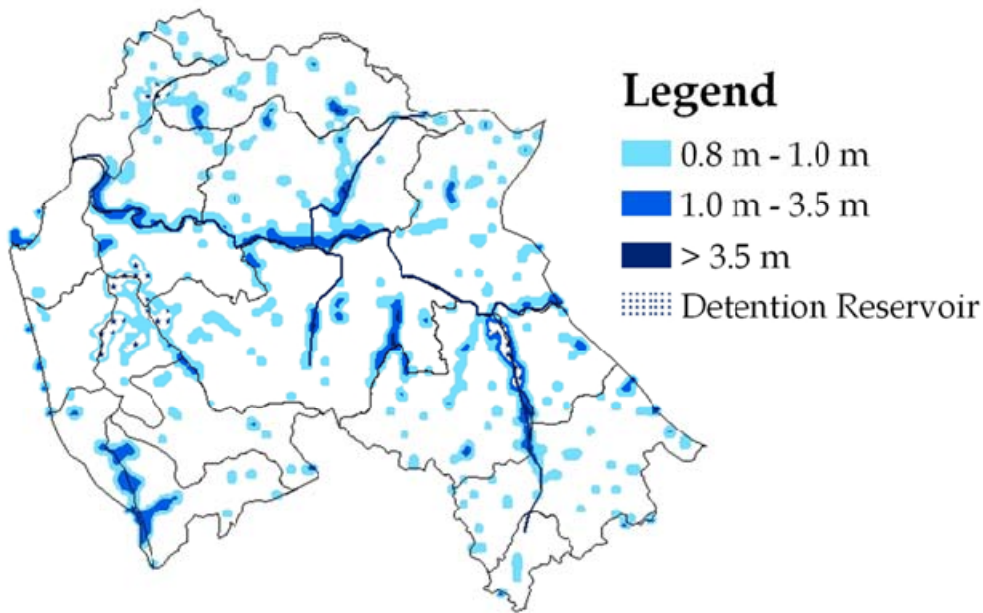 Legend
0.8 m - 1.0 m
1.0 m - 3.5 m
> 3.5 m
Detention Reservoir